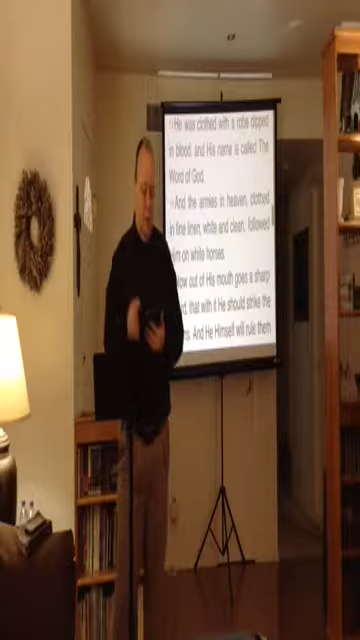 He was clothed with a robe dipped
in blood, and His name is called The
Word of God.
And the armies in heaven, clothed
in fine linen, white and clean, followed
Him on white horses.
Now out of His mouth goes a sharp
that with it He should strike the
And He Himself will rule them